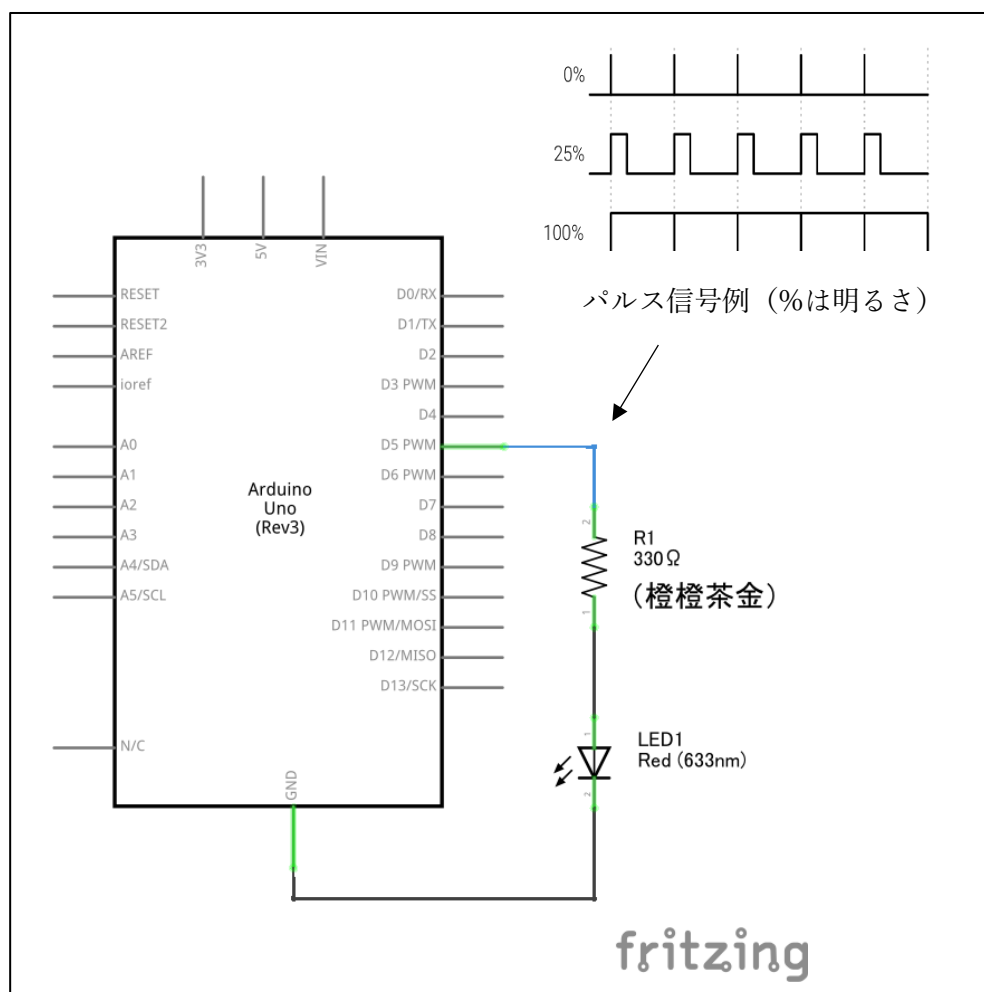 0%
25%
100%
パルス信号例（%は明るさ）
3V3
5V
VIN
RESET
RESET2
AREF
ioref
A0
A1
A2
A3
A4/SDA
A5/SCL
N/C
Arduino
Uno
(Rev3)
D0/RX
D1/TX
D2
D3 PWM
D4
D5 PWM
D6 PWM
D7
D8
D9 PWM
D10 PWM/SS
D11 PWM/MOSI
D12/MISO
D13/SCK
GND
2
R1
330Ω
（橙橙茶金）
1
1
LED1
Red (633nm)
2
fritzing